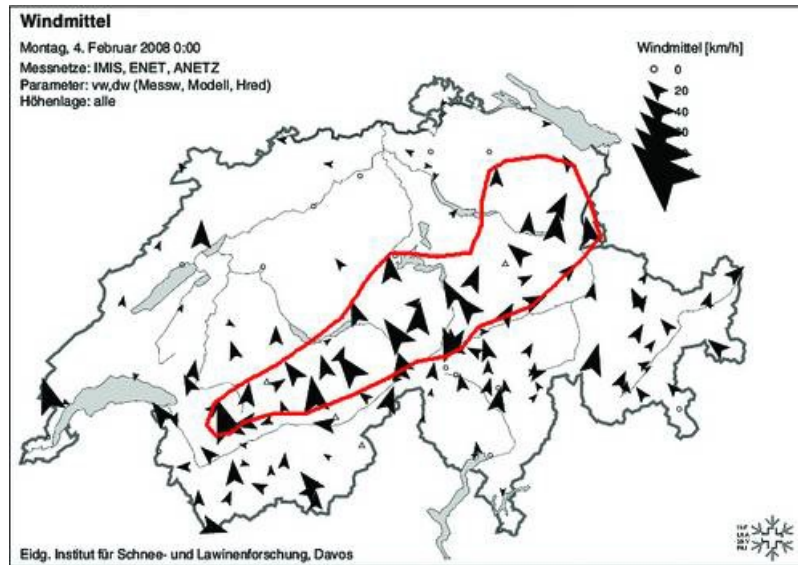 Windmittel
Montag, 4. Februar 2008 0:00
Messnetze: IMIS, ENET, ANETZ
Parameter: vw,dw (Messw, Modell, Hred)
Höhenlage: alle
Windmittel [km/h]
0
20
40
Eidg. Institut für Schnee- und Lawinenforschung, Davos